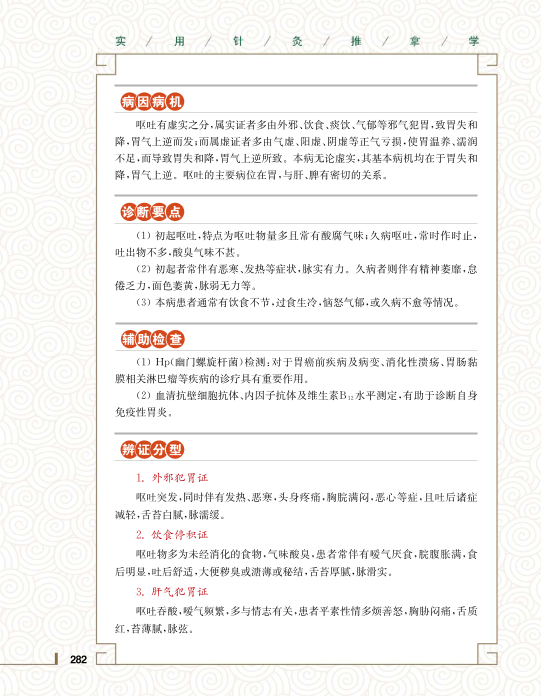 实 / 用 / 针 / 灸 / 推 / 拿 / 学
病因病机
呕吐有虚实之分,属实证者多由外邪、饮食、痰饮、气郁等邪气犯胃,致胃失和
降,胃气上逆而发;而属虚证者多由气虚、阳虚、阴虚等正气亏损,使胃温养、濡润
不足,而导致胃失和降,胃气上逆所致。本病无论虚实,其基本病机均在于胃失和
降,胃气上逆。呕吐的主要病位在胃,与肝、脾有密切的关系。
诊断要点
(1) 初起呕吐,特点为呕吐物量多且常有酸腐气味;久病呕吐,常时作时止,
吐出物不多,酸臭气味不甚。
(2) 初起者常伴有恶寒、发热等症状,脉实有力。久病者则伴有精神萎靡,怠
倦乏力,面色萎黄,脉弱无力等。
(3) 本病患者通常有饮食不节,过食生冷,恼怒气郁,或久病不愈等情况。
辅助检查
(1) Hp(幽门螺旋杆菌)检测:对于胃癌前疾病及病变、消化性溃疡、胃肠黏
膜相关淋巴瘤等疾病的诊疗具有重要作用。
(2) 血清抗壁细胞抗体、内因子抗体及维生素B₁₂水平测定,有助于诊断自身
免疫性胃炎。
辨证分型
1. 外邪犯胃证
呕吐突发,同时伴有发热、恶寒,头身疼痛,胸脘满闷,恶心等症,且吐后诸症
减轻,舌苔白腻,脉濡缓。
2. 饮食停积证
呕吐物多为未经消化的食物,气味酸臭,患者常伴有嗳气厌食,脘腹胀满,食
后明显,吐后舒适,大便秽臭或溏薄或秘结,舌苔厚腻,脉滑实。
3. 肝气犯胃证
呕吐吞酸,嗳气频繁,多与情志有关,患者平素性情多烦善怒,胸胁闷痛,舌质
红,苔薄腻,脉弦。
282